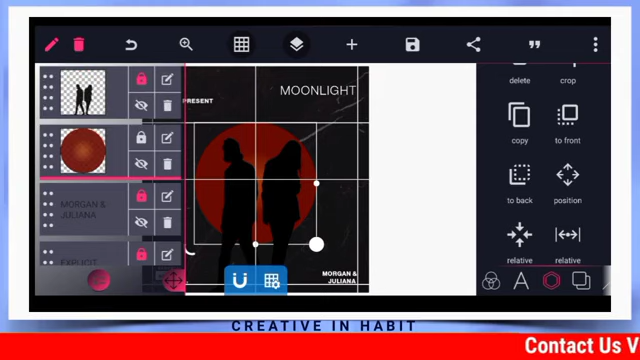 PRESENT
MOONLIGHT
MORGAN &
JULIANA
EXPLICIT
MORGAN &
JULIANA
delete
crop
copy
to front
to back
position
relative
relative
CREATIVE IN HABIT
Contact Us V